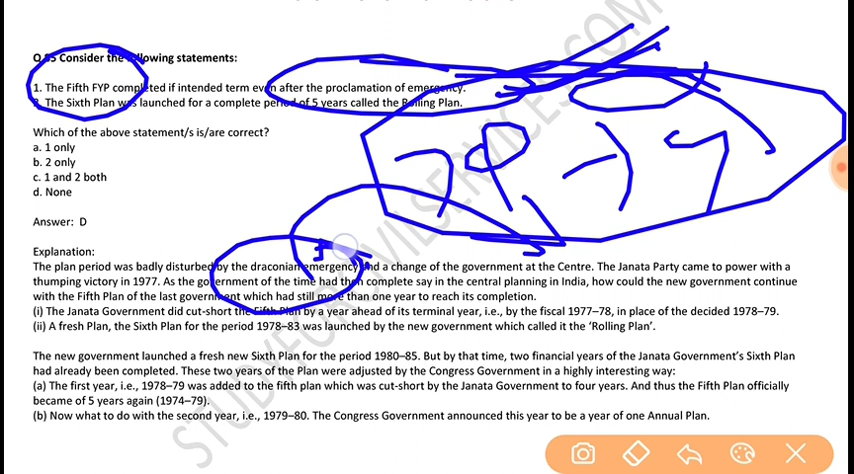 Q.95 Consider the following statements:
1. The Fifth FYP completed if intended term even after the proclamation of emergency.
2. The Sixth Plan was launched for a complete period of 5 years called the Rolling Plan.
Which of the above statement/s is/are correct?
a. 1 only
b. 2 only
c. 1 and 2 both
d. None
Answer: D
Explanation:
The plan period was badly disturbed by the draconian emergency and a change of the government at the Centre. The Janata Party came to power with a
thumping victory in 1977. As the government of the time had then complete say in the central planning in India, how could the new government continue
with the Fifth Plan of the last government which had still more than one year to reach its completion.
(i) The Janata Government did cut-short the Fifth Plan by a year ahead of its terminal year, i.e., by the fiscal 1977–78, in place of the decided 1978–79.
(ii) A fresh Plan, the Sixth Plan for the period 1978–83 was launched by the new government which called it the ‘Rolling Plan’.
The new government launched a fresh new Sixth Plan for the period 1980–85. But by that time, two financial years of the Janata Government’s Sixth Plan
had already been completed. These two years of the Plan were adjusted by the Congress Government in a highly interesting way:
(a) The first year, i.e., 1978–79 was added to the fifth plan which was cut-short by the Janata Government to four years. And thus the Fifth Plan officially
became of 5 years again (1974–79).
(b) Now what to do with the second year, i.e., 1979–80. The Congress Government announced this year to be a year of one Annual Plan.